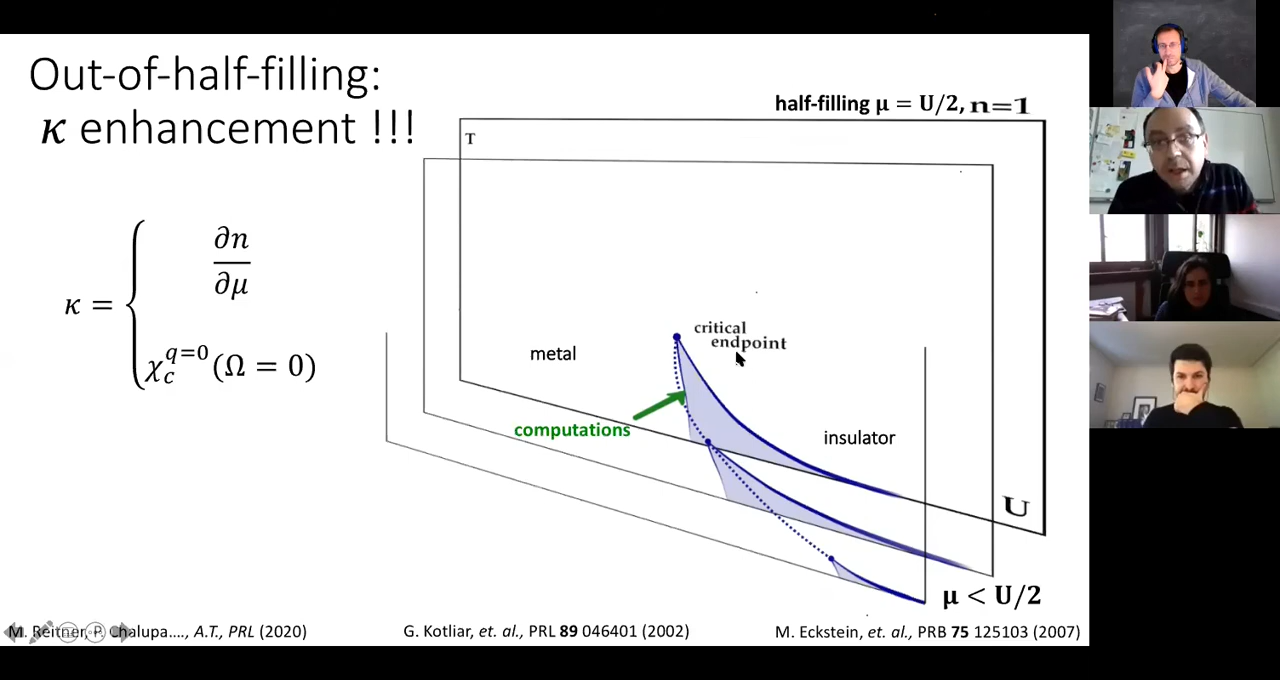 Out-of-half-filling:
κ enhancement !!!
half-filling μ = U/2, n=1
T
κ = { ∂n/∂μ
χ_c^{q=0}(Ω = 0)
critical
endpoint
metal
computations
insulator
U
μ < U/2
M. Reitner, P. Chalupa...., A.T., PRL (2020)
G. Kotliar, et. al., PRL 89 046401 (2002)
M. Eckstein, et. al., PRB 75 125103 (2007)